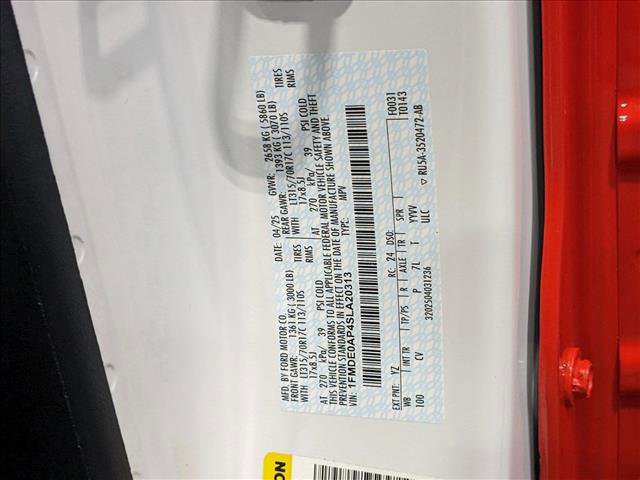 MFD. BY FORD MOTOR CO.
DATE: 04/25 GVWR: 2658 KG ( 5860 LB)
FRONT GAWR: 1361 KG ( 3000 LB) REAR GAWR: 1393 KG ( 3070 LB)
LT315/70R17C 113/110S TIRES WITH LT315/70R17C 113/110S TIRES
17x8.5J RIMS 17x8.5J RIMS
AT 270 kPa/ 39 PSI COLD AT 270 kPa/ 39 PSI COLD
THIS VEHICLE CONFORMS TO ALL APPLICABLE FEDERAL MOTOR VEHICLE SAFETY AND THEFT
PREVENTION STANDARDS IN EFFECT ON THE DATE OF MANUFACTURE SHOWN ABOVE.
VIN: 1FMDE0AP4SLA20313 TYPE: MPV
F0031
EXT PNT: YZ RC: 24 DSO: T0143
WB INT TR TP/PS R AXLE TR SPR
100 CV P 7L T YYVV
ULC
320250403I236 ▽ RU5A-3520472-AB
ON